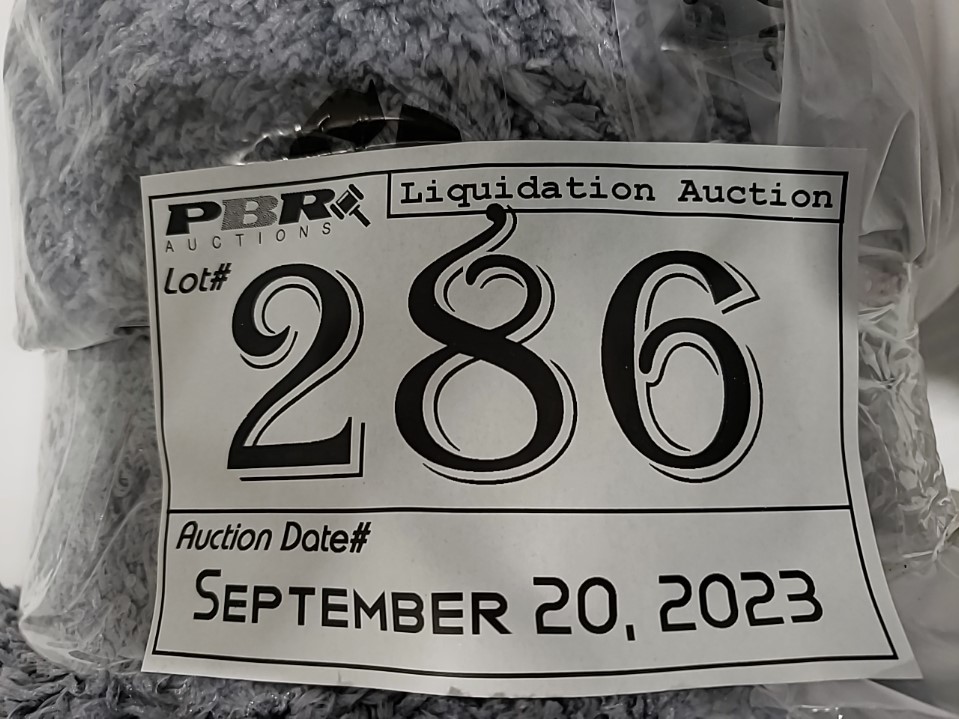 PBR
AUCTIONS
Liquidation Auction
Lot#
286
Auction Date#
SEPTEMBER 20, 2023